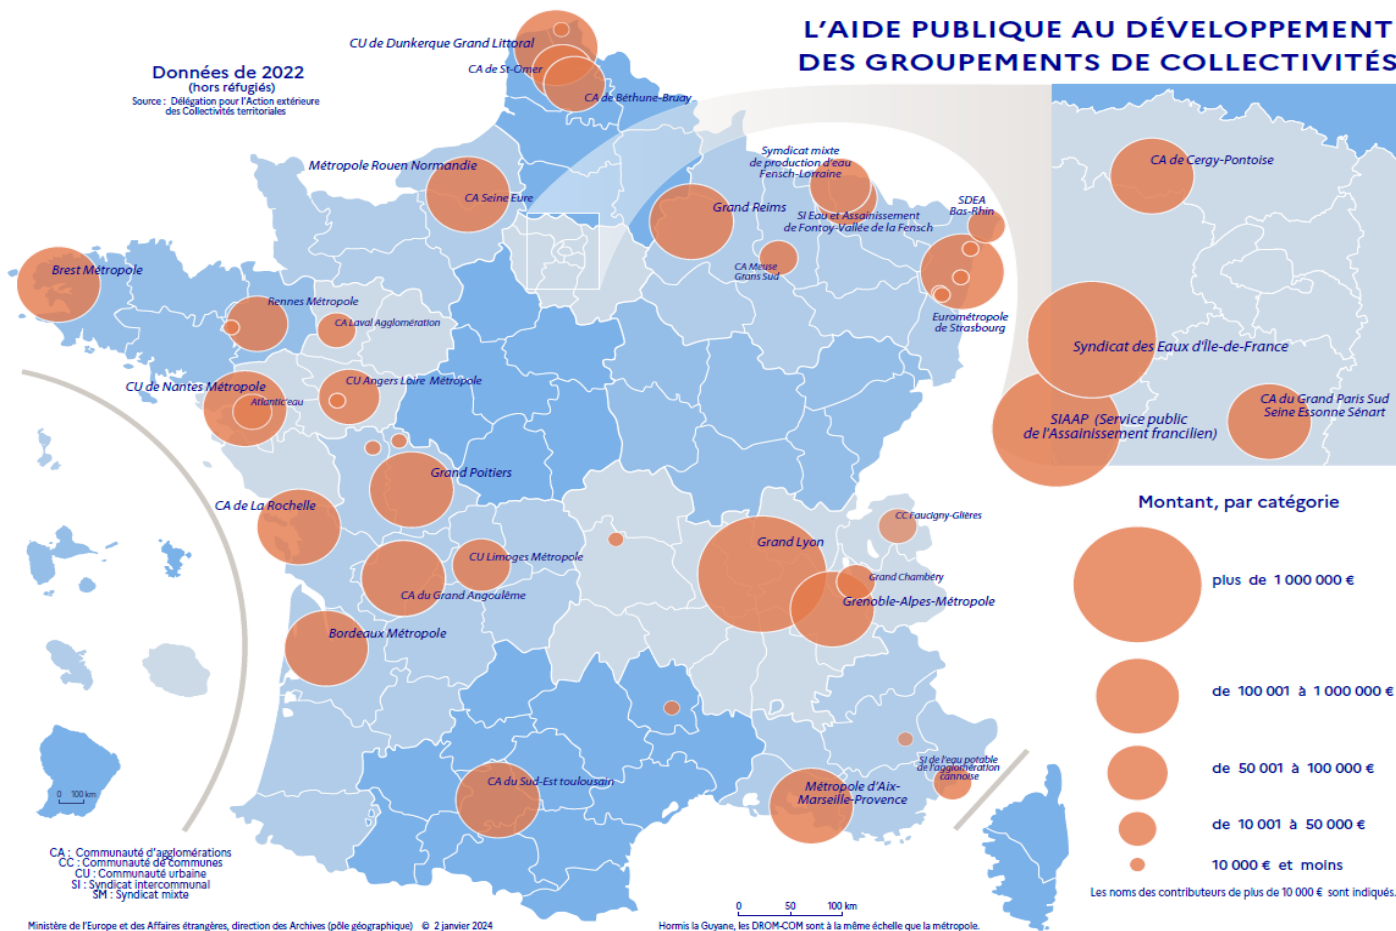 L'AIDE PUBLIQUE AU DÉVELOPPEMENT
DES GROUPEMENTS DE COLLECTIVITÉS
Données de 2022
(hors réfugiés)
Source : Délégation pour l'Action extérieure
des Collectivités territoriales
CU de Dunkerque Grand Littoral
CA de St-Omer
CA de Béthune-Bruay
Métropole Rouen Normandie
CA Seine Eure
Symdicat mixte
de production d'eau
Fensch-Lorraine
Grand Reims
SI Eau et Assainissement
de Fontoy-Vallée de la Fensch
SDEA
Bas-Rhin
CA Meuse
Grans Sud
Eurométropole
de Strasbourg
CA de Cergy-Pontoise
Syndicat des Eaux d'Île-de-France
SIAAP (Service public
de l'Assainissement francilien)
CA du Grand Paris Sud
Seine Essonne Sénart
Brest Métropole
Rennes Métropole
CA Laval Agglomération
CU de Nantes Métropole
Atlantic'eau
CU Angers Loire Métropole
Grand Poitiers
CA de La Rochelle
CU Limoges Métropole
CA du Grand Angoulême
Bordeaux Métropole
CC Faucigny-Glières
Grand Lyon
Grand Chambéry
Grenoble-Alpes-Métropole
CA du Sud-Est toulousain
Métropole d'Aix-
Marseille-Provence
SI de l'eau potable
de l'agglomération
cannoise
Montant, par catégorie
plus de 1 000 000 €
de 100 001 à 1 000 000 €
de 50 001 à 100 000 €
de 10 001 à 50 000 €
10 000 € et moins
Les noms des contributeurs de plus de 10 000 € sont indiqués.
0 100 km
CA : Communauté d'agglomérations
CC : Communauté de communes
CU : Communauté urbaine
SI : Syndicat intercommunal
SM : Syndicat mixte
0 50 100 km
Ministère de l'Europe et des Affaires étrangères, direction des Archives (pôle géographique) © 2 janvier 2024
Hormis la Guyane, les DROM-COM sont à la même échelle que la métropole.